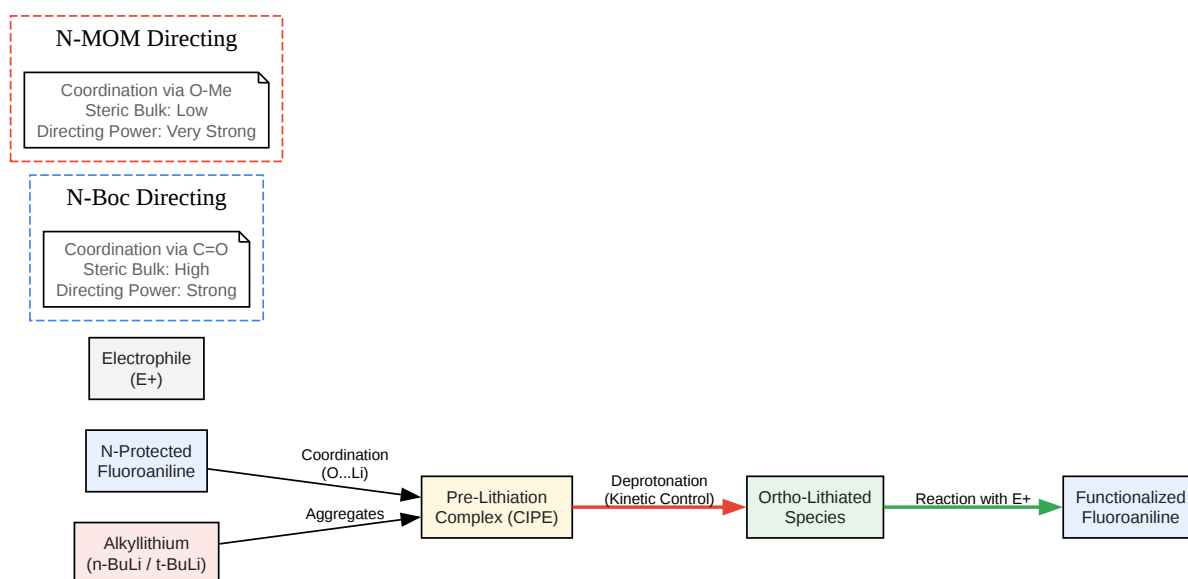 N-MOM Directing
Coordination via O-Me
Steric Bulk: Low
Directing Power: Very Strong
N-Boc Directing
Coordination via C=O
Steric Bulk: High
Directing Power: Strong
Electrophile
(E+)
N-Protected
Fluoroaniline
Coordination
(O...Li)
Aggregates
Alkyllithium
(n-BuLi / t-BuLi)
Pre-Lithiation
Complex (CIPE)
Deprotonation
(Kinetic Control)
Ortho-Lithiated
Species
Reaction with E+
Functionalized
Fluoroaniline